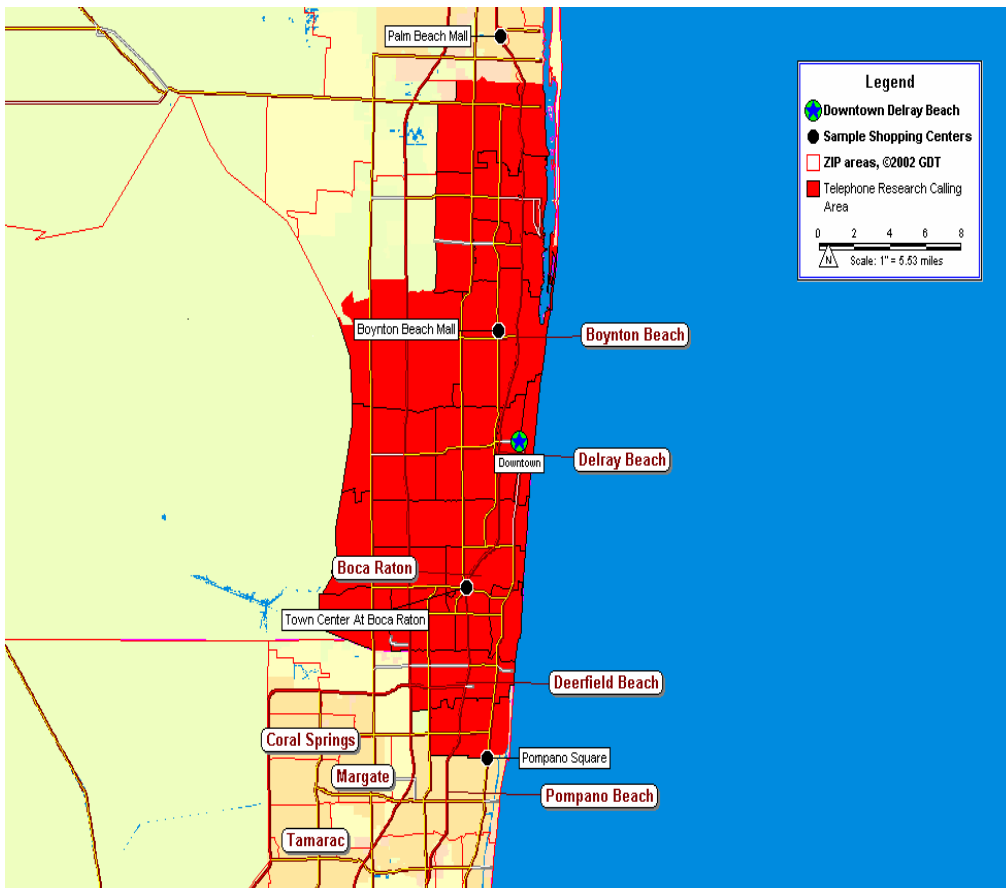 Palm Beach Mall
Legend
Downtown Delray Beach
Sample Shopping Centers
ZIP areas, ©2002 GDT
Telephone Research Calling
Area
0 2 4 6 8
N
Scale: 1" = 5.53 miles
Boynton Beach Mall
Boynton Beach
Downtown
Delray Beach
Boca Raton
Town Center At Boca Raton
Deerfield Beach
Coral Springs
Pompano Square
Margate
Pompano Beach
Tamarac